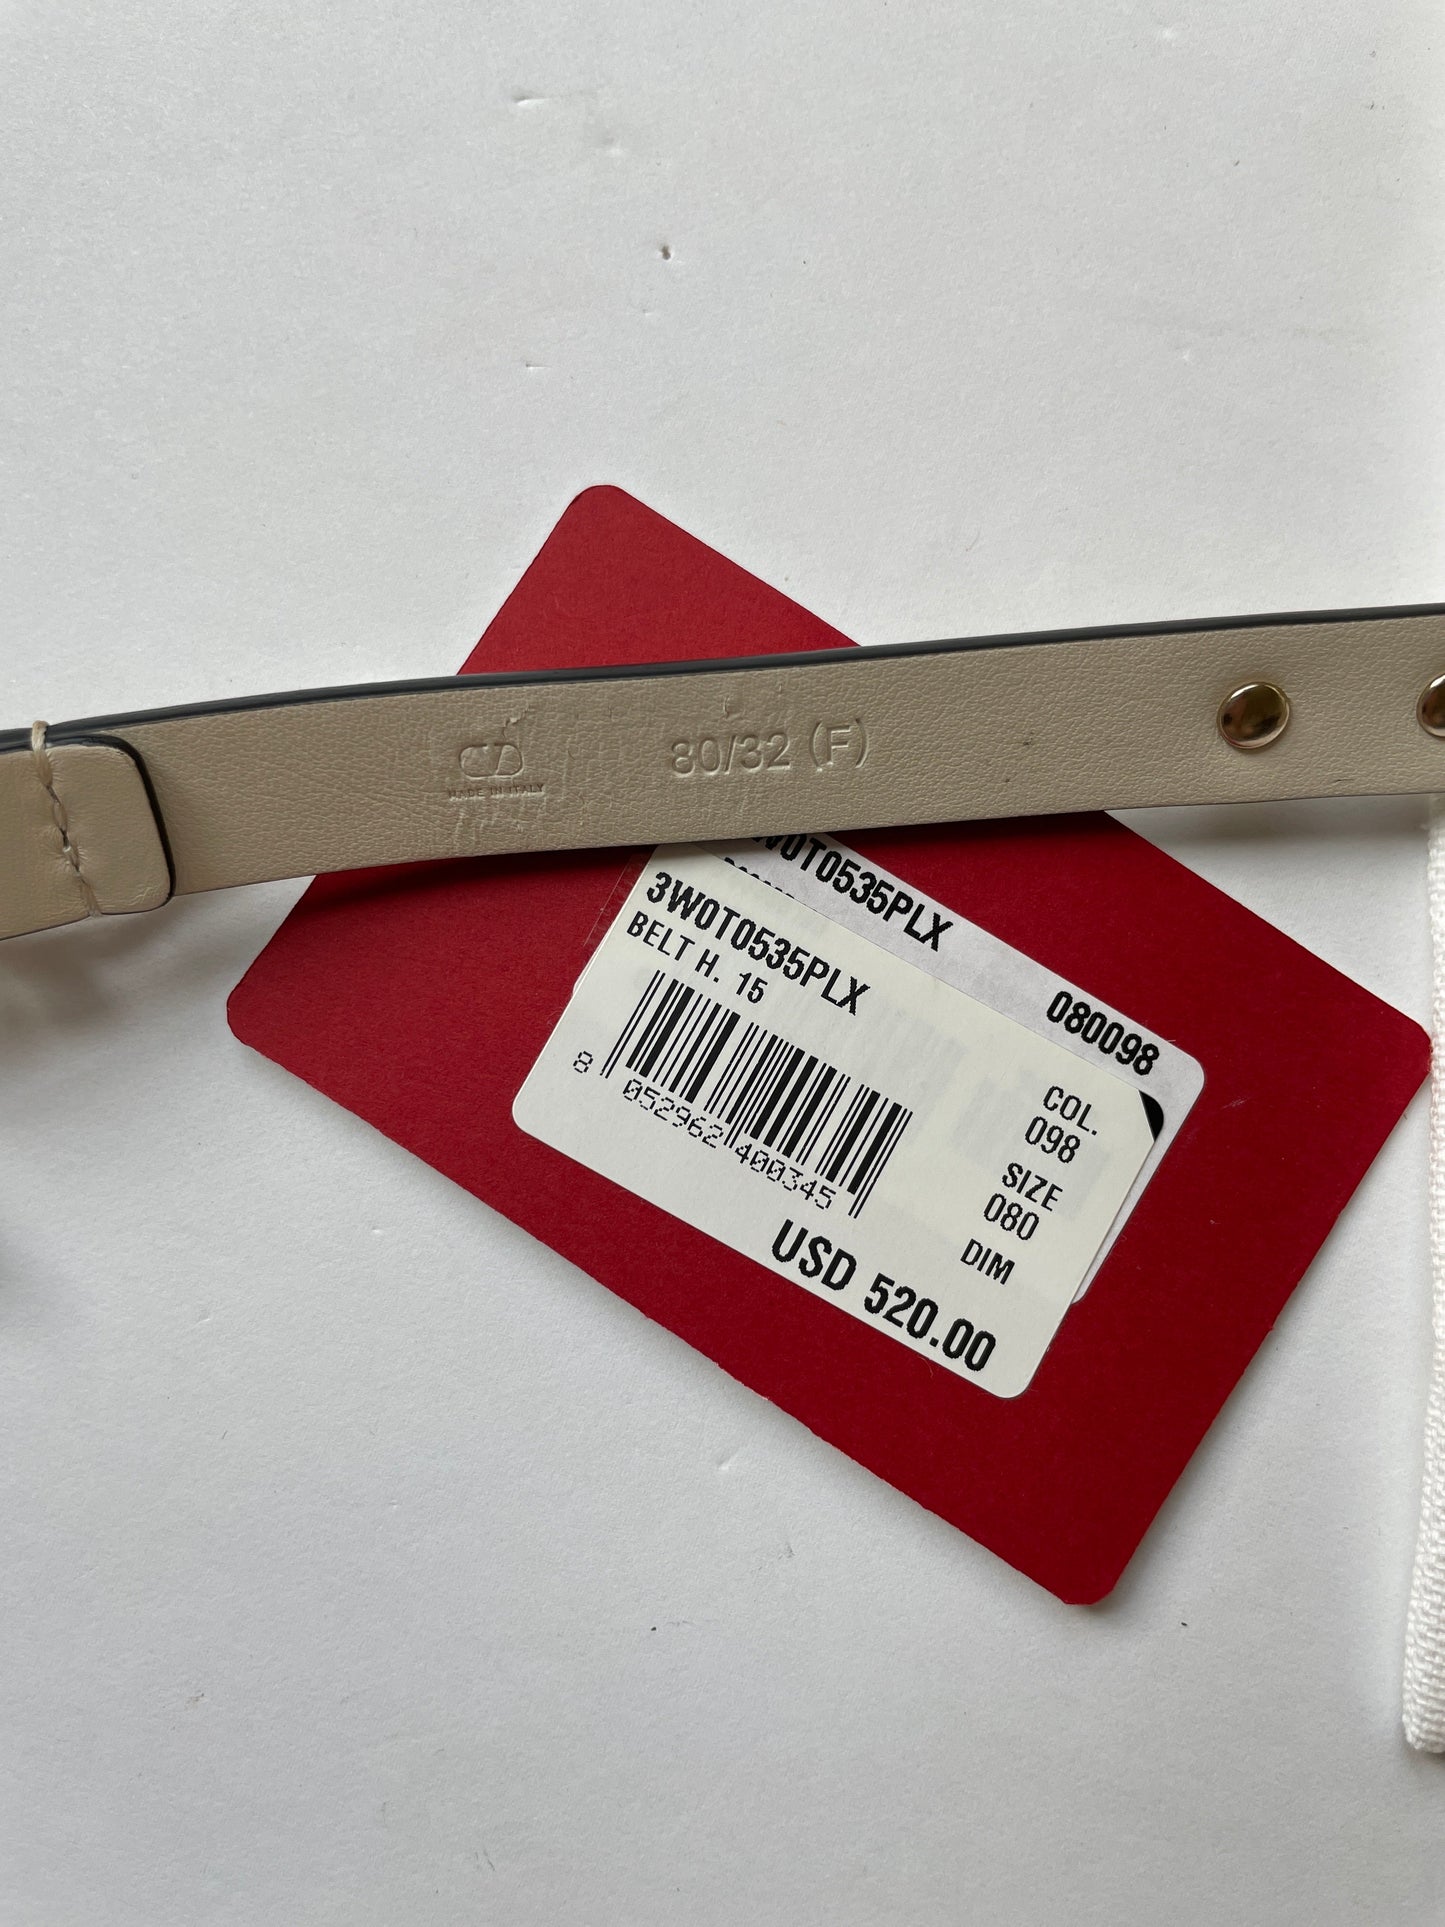 80/32 (F)
MADE IN ITALY
3W0T0535PLX
080098
3W0T0535PLX
BELT H. 15
8 052962 400345
COL.
098
SIZE
080
DIM
USD 520.00